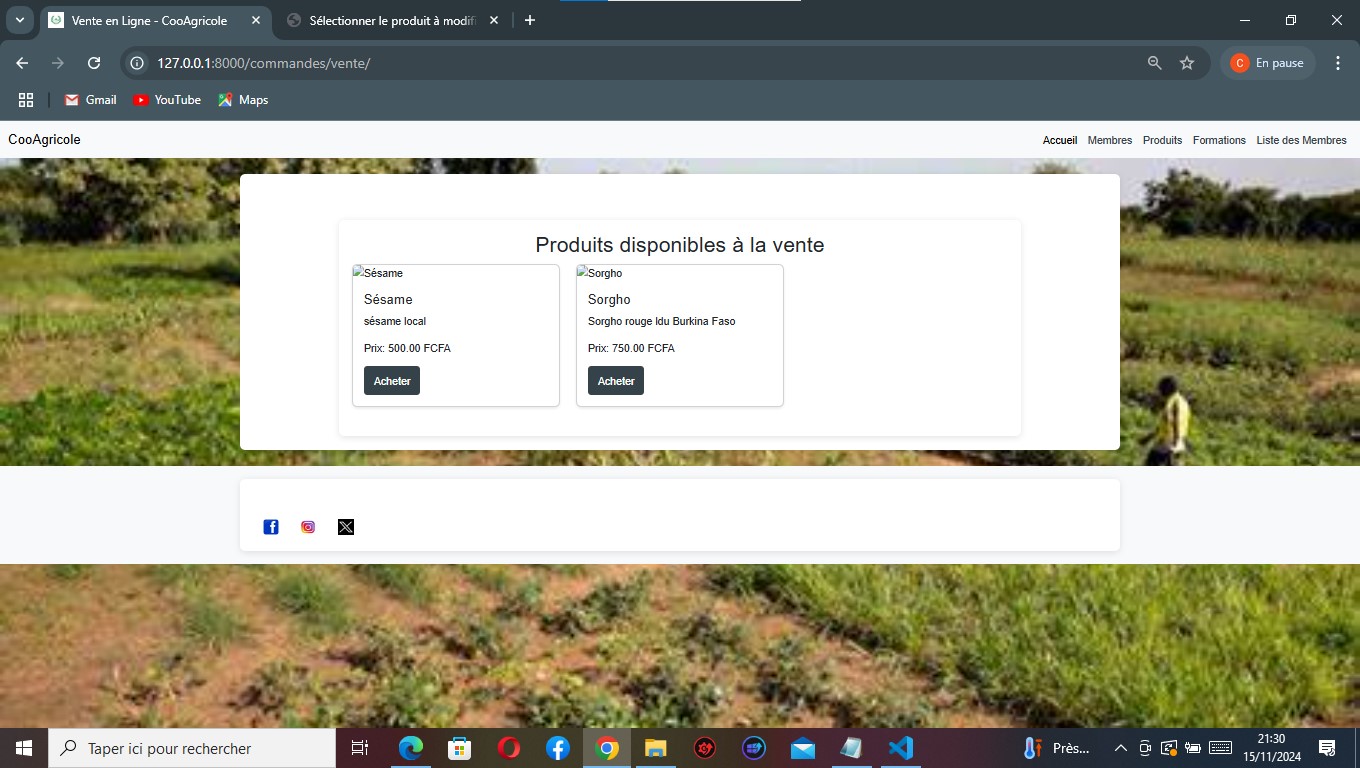 Vente en Ligne - CooAgricole
Sélectionner le produit à modifi
127.0.0.1:8000/commandes/vente/
C En pause
Gmail YouTube Maps
CooAgricole
Accueil Membres Produits Formations Liste des Membres
Produits disponibles à la vente
Sésame
Sésame
sésame local
Prix: 500.00 FCFA
Acheter
Sorgho
Sorgho
Sorgho rouge ldu Burkina Faso
Prix: 750.00 FCFA
Acheter
Taper ici pour rechercher
Près...
21:30
15/11/2024